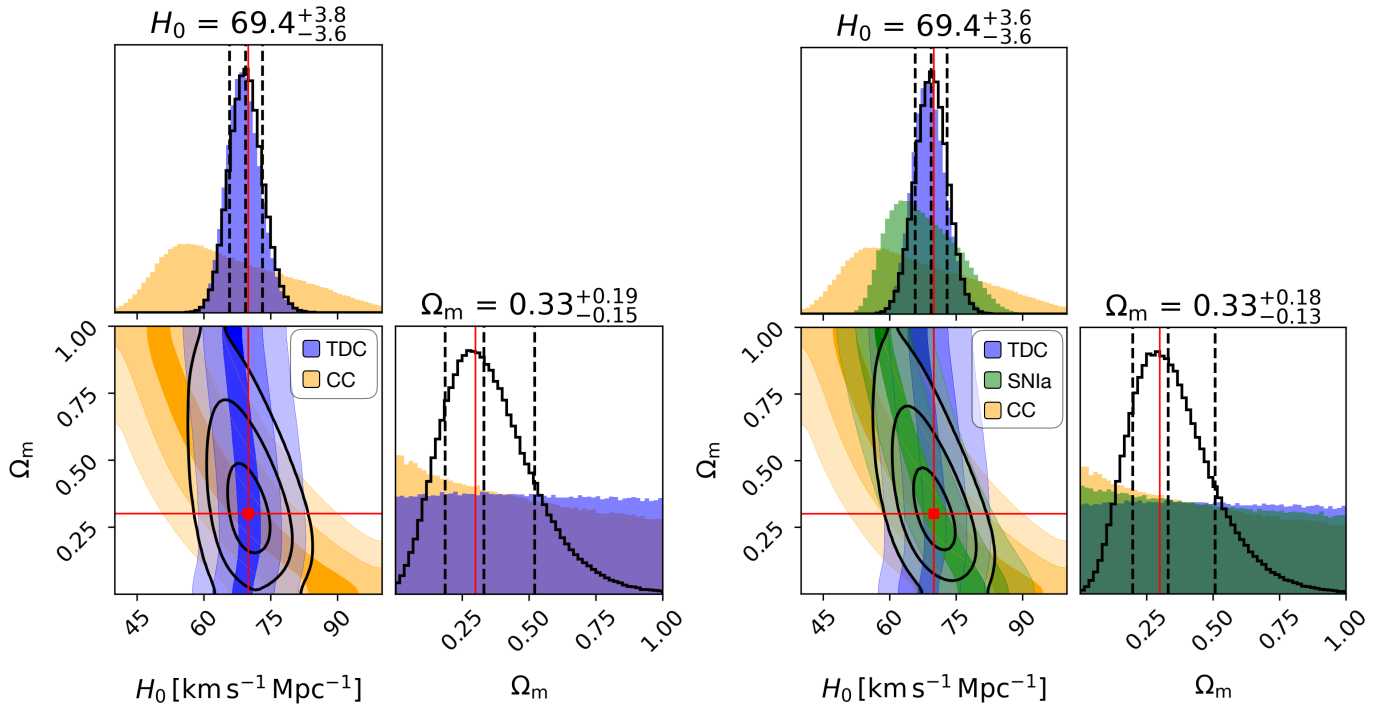 H₀ = 69.4⁺³·⁸₋₃.₆
Ωₘ = 0.33⁺⁰·¹⁹₋₀.₁₅
TDC
CC
1.00
0.75
0.50
0.25
Ωₘ
45 60 75 90
H₀ [km s⁻¹ Mpc⁻¹]
0.25 0.50 0.75 1.00
Ωₘ
H₀ = 69.4⁺³·⁶₋₃.₆
Ωₘ = 0.33⁺⁰·¹⁸₋₀.₁₃
TDC
SNIa
CC
1.00
0.75
0.50
0.25
Ωₘ
45 60 75 90
H₀ [km s⁻¹ Mpc⁻¹]
0.25 0.50 0.75 1.00
Ωₘ